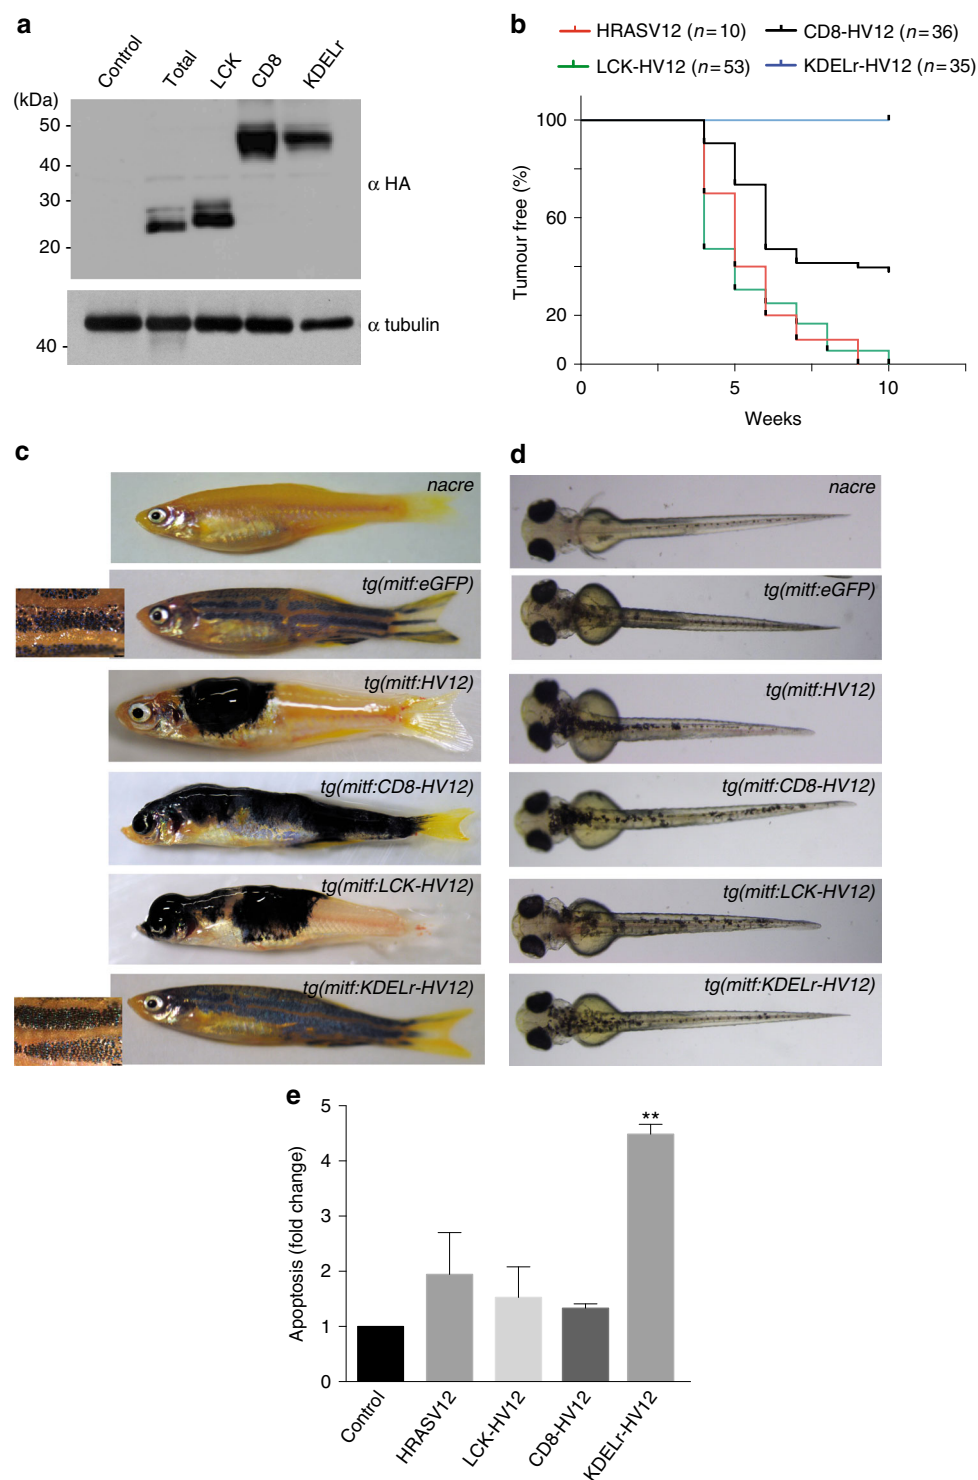 a
Control
Total
LCK
CD8
KDELr
(kDa)
50
40
30
20
α HA
α tubulin
40
b
HRASV12 (n=10)
CD8-HV12 (n=36)
LCK-HV12 (n=53)
KDELr-HV12 (n=35)
100
60
20
0
Tumour free (%)
0
5
10
Weeks
c
nacre
tg(mitf:eGFP)
tg(mitf:HV12)
tg(mitf:CD8-HV12)
tg(mitf:LCK-HV12)
tg(mitf:KDELr-HV12)
d
nacre
tg(mitf:eGFP)
tg(mitf:HV12)
tg(mitf:CD8-HV12)
tg(mitf:LCK-HV12)
tg(mitf:KDELr-HV12)
e
5
4
3
2
1
0
Apoptosis (fold change)
**
Control
HRASV12
LCK-HV12
CD8-HV12
KDELr-HV12